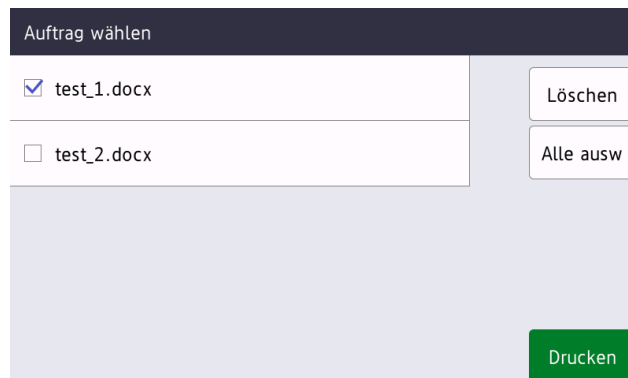 Auftrag wählen
test_1.docx
Löschen
test_2.docx
Alle ausw
Drucken